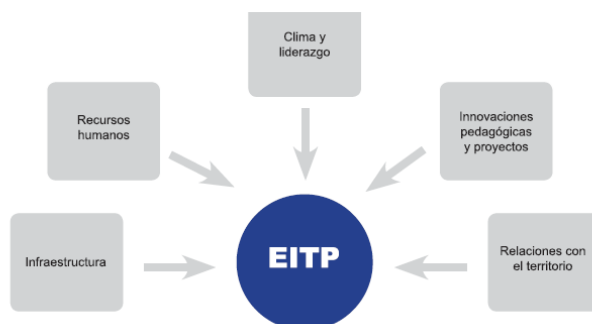 Clima y
liderazgo
Recursos
humanos
Innovaciones
pedagógicas
y proyectos
Infraestructura
EITP
Relaciones con
el territorio